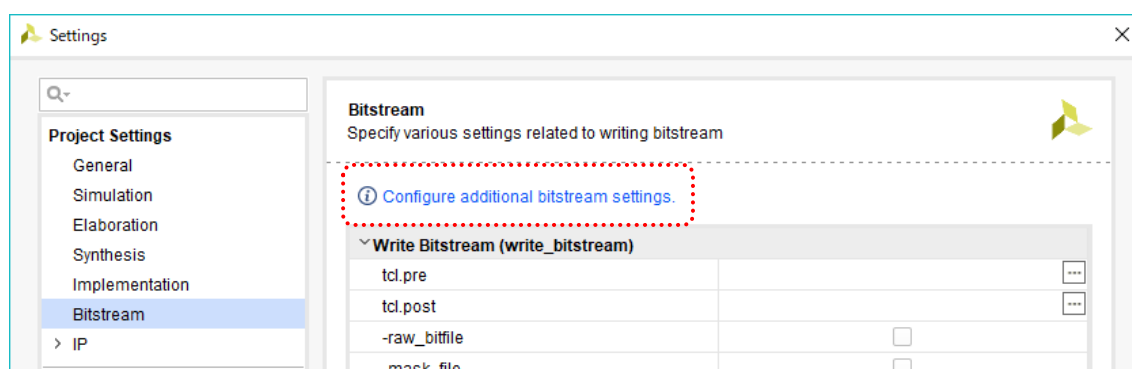 Settings
Project Settings
General
Simulation
Elaboration
Synthesis
Implementation
Bitstream
IP
Bitstream
Specify various settings related to writing bitstream
Configure additional bitstream settings.
Write Bitstream (write_bitstream)
tcl.pre
tcl.post
-raw_bitfile
-mask_file